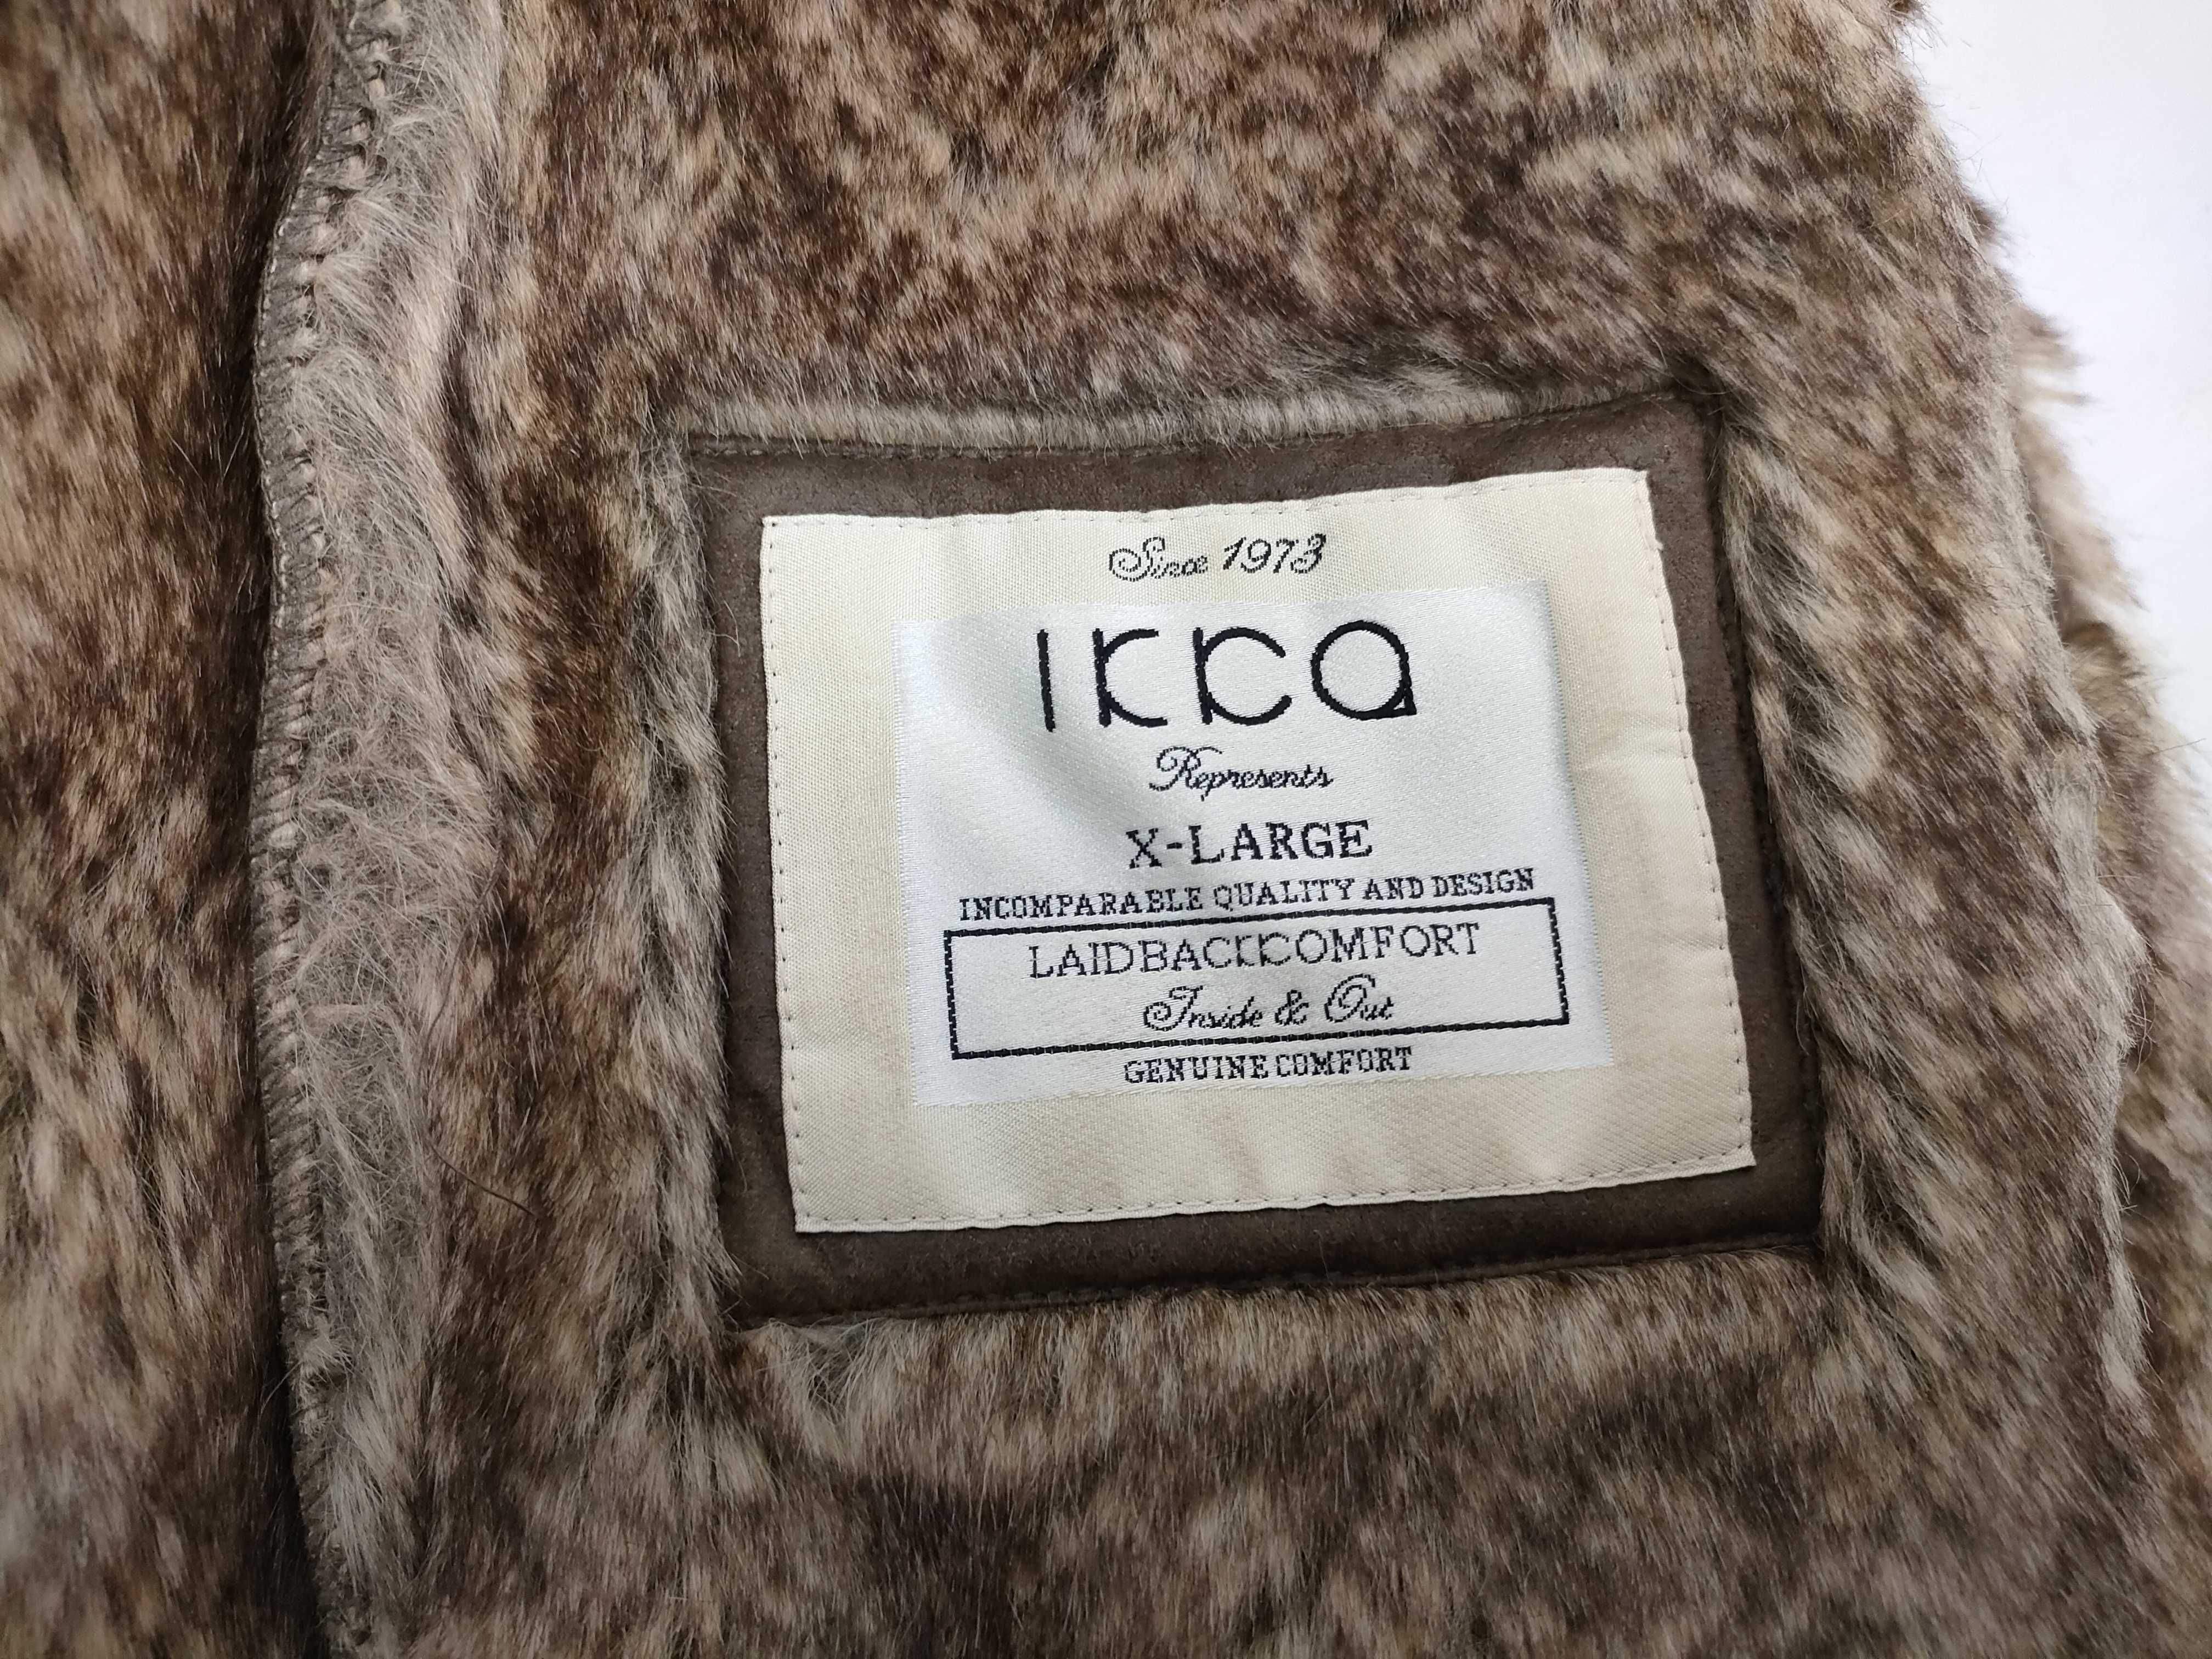 Since 1973
IKKA
Represents
X-LARGE
INCOMPARABLE QUALITY AND DESIGN
LAIDBACKCOMFORT
Inside & Out
GENUINE COMFORT